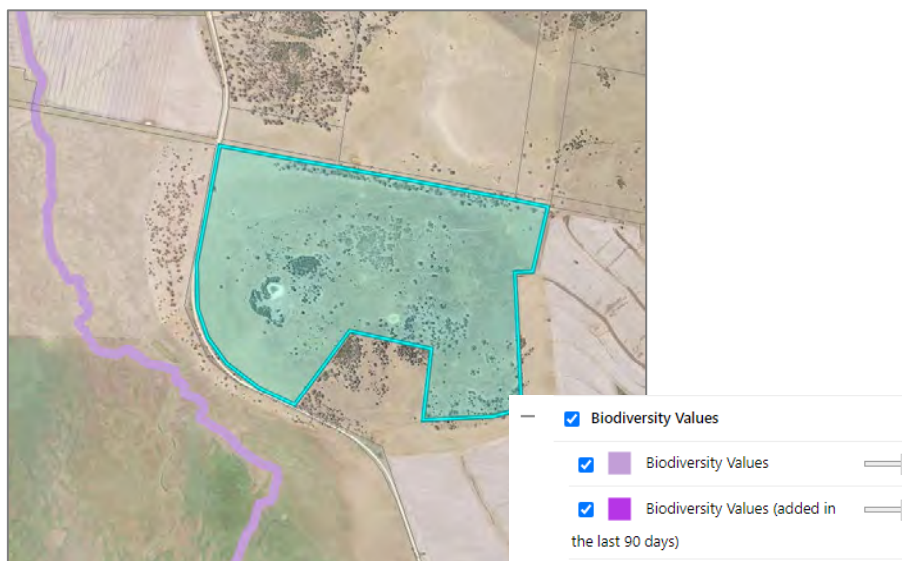 Biodiversity Values
Biodiversity Values
Biodiversity Values (added in
the last 90 days)